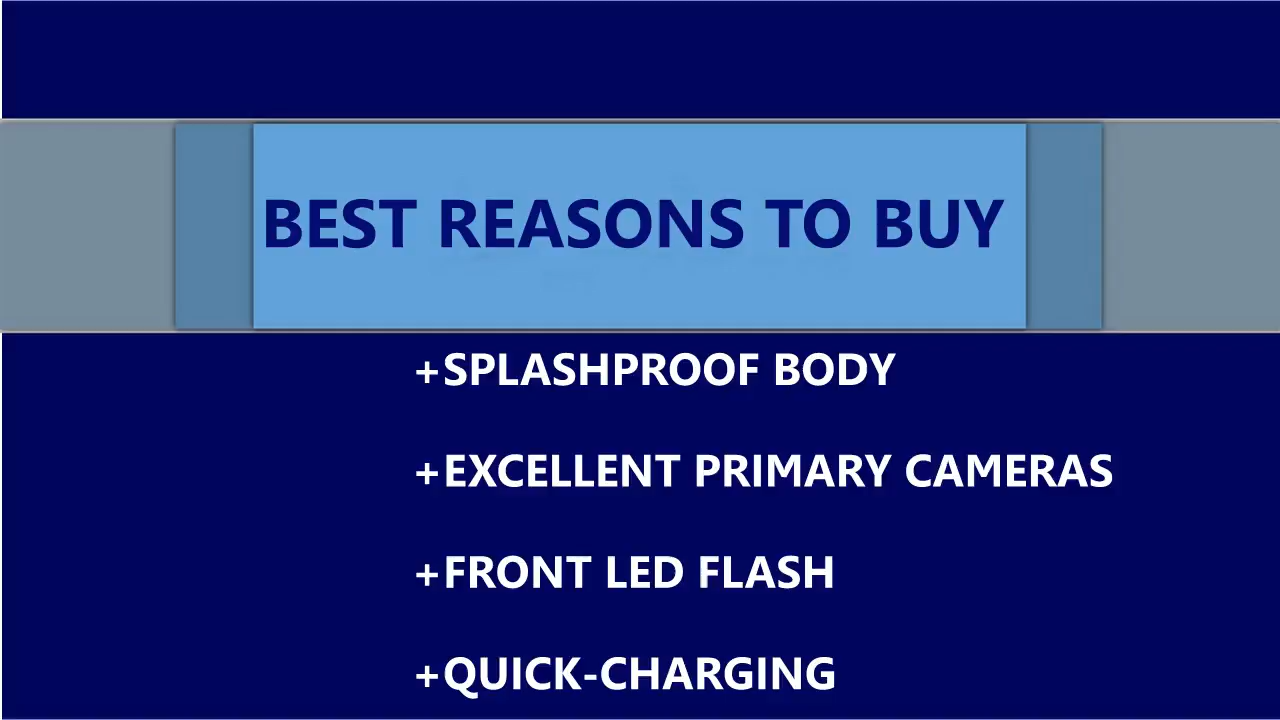 BEST REASONS TO BUY
+SPLASHPROOF BODY
+EXCELLENT PRIMARY CAMERAS
+FRONT LED FLASH
+QUICK-CHARGING